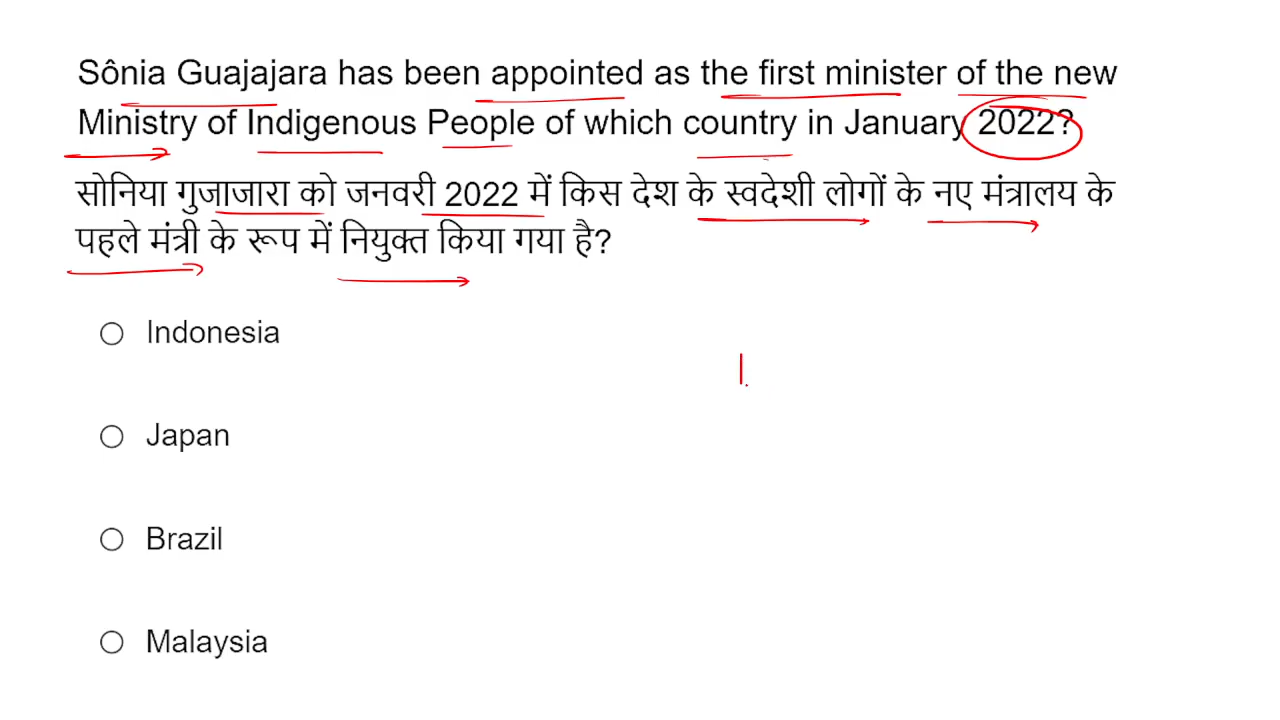 Sônia Guajajara has been appointed as the first minister of the new
Ministry of Indigenous People of which country in January 2022?
सोनिया गुजाजारा को जनवरी 2022 में किस देश के स्वदेशी लोगों के नए मंत्रालय के
पहले मंत्री के रूप में नियुक्त किया गया है?
Indonesia
Japan
Brazil
Malaysia